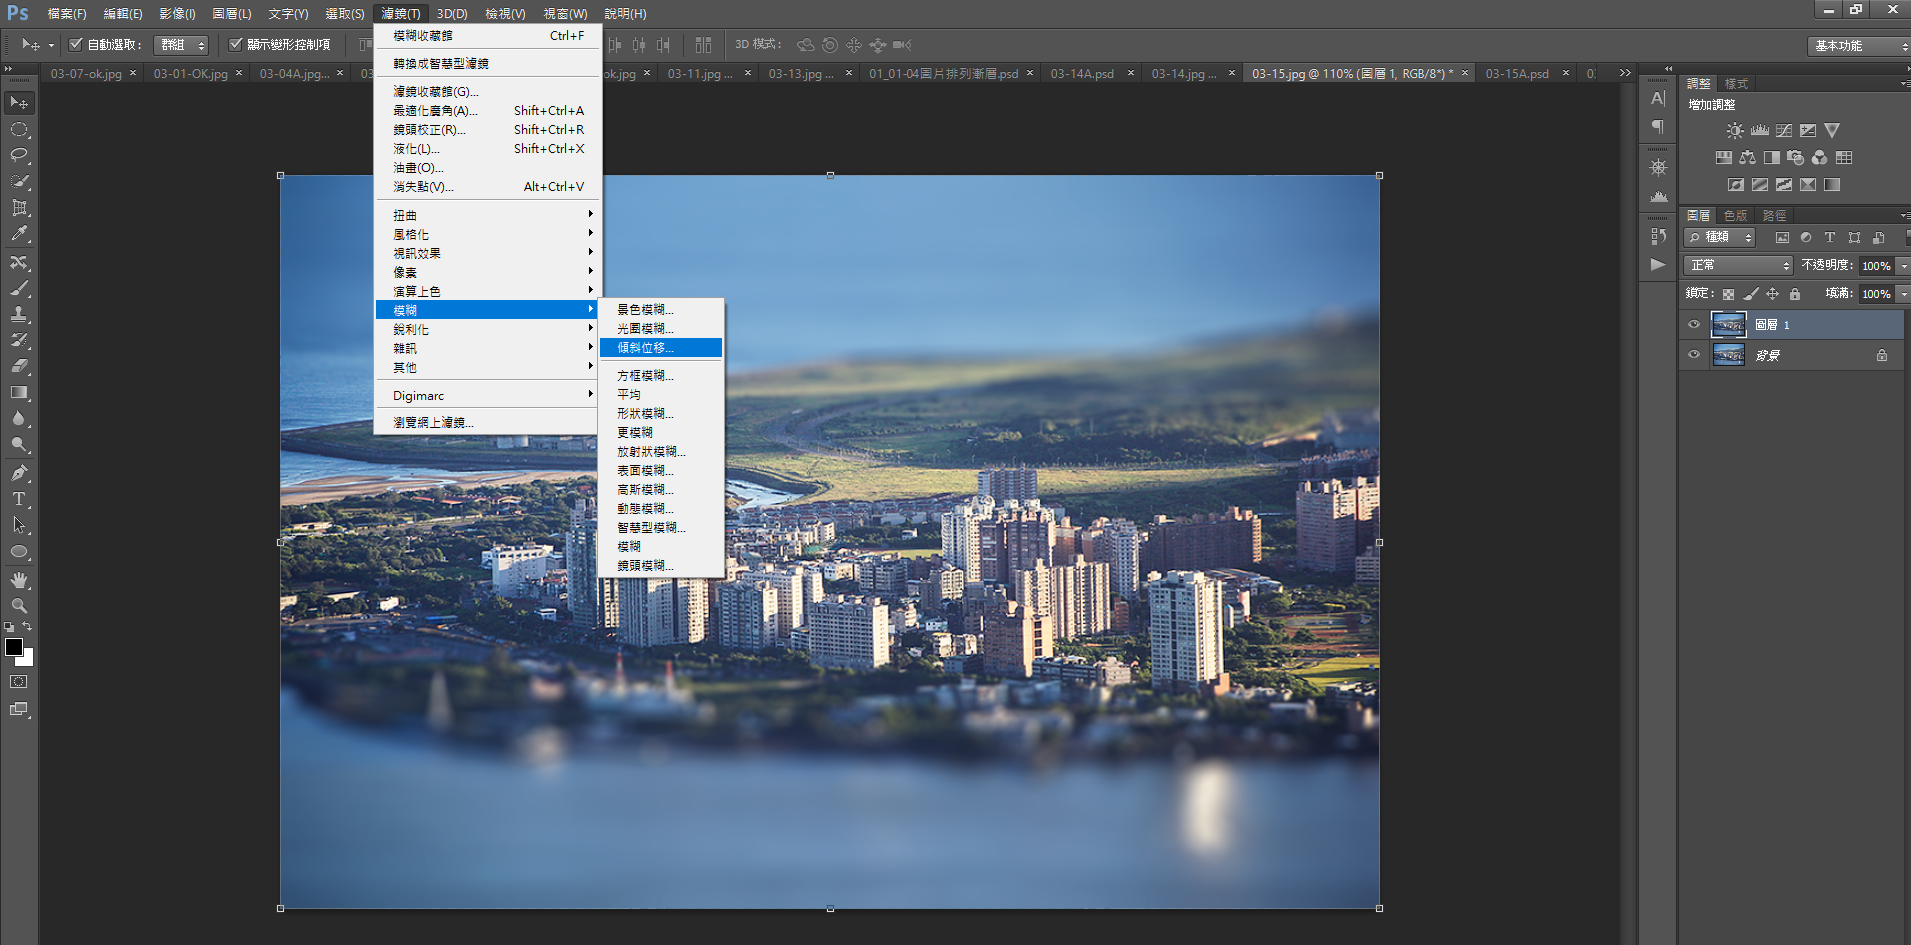 Ps 檔案(F) 編輯(E) 影像(I) 圖層(L) 文字(Y) 選取(S) 濾鏡(T) 3D(D) 檢視(V) 視窗(W) 說明(H)
自動選取： 群組 顯示變形控制項 3D 模式： 基本功能
03-07-ok.jpg × 03-01-OK.jpg × 03-04A.jpg... × 03 ok.jpg × 03-11.jpg ... × 03-13.jpg ... × 01_01-04圖片排列漸層.psd × 03-14A.psd × 03-14.jpg ... × 03-15.jpg @ 110% (圖層 1, RGB/8*) * × 03-15A.psd ×
模糊收藏館 Ctrl+F
轉換成智慧型濾鏡
濾鏡收藏館(G)...
最適化廣角(A)... Shift+Ctrl+A
鏡頭校正(R)... Shift+Ctrl+R
液化(L)... Shift+Ctrl+X
油畫(O)...
消失點(V)... Alt+Ctrl+V
扭曲
風格化
視訊效果
像素
演算上色
模糊
銳利化
雜訊
其他
Digimarc
瀏覽網上濾鏡...
景色模糊...
光圈模糊...
傾斜位移...
方框模糊...
平均
形狀模糊...
更模糊
放射狀模糊...
表面模糊...
高斯模糊...
動態模糊...
智慧型模糊...
模糊
鏡頭模糊...
調整 樣式
增加調整
圖層 色版 路徑
種類
正常 不透明度： 100%
鎖定： 填滿： 100%
圖層 1
背景